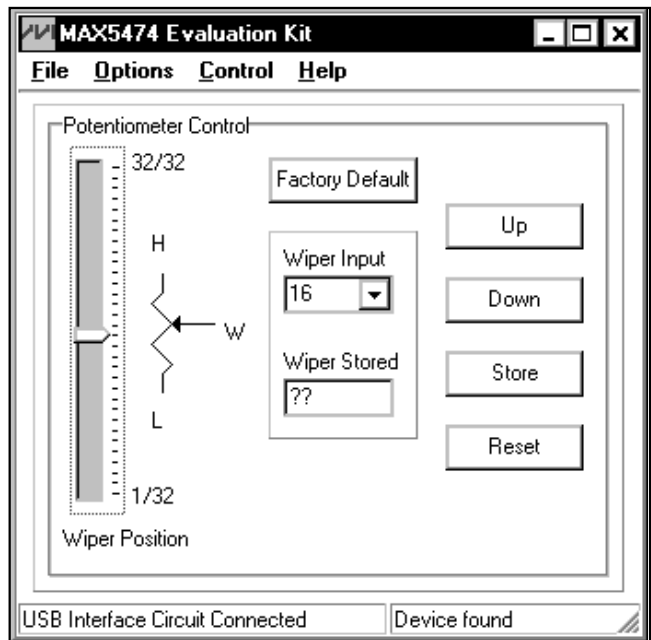 MAX5474 Evaluation Kit
File Options Control Help
Potentiometer Control
32/32
Factory Default
Up
H
Wiper Input
16
Down
W
Wiper Stored
??
Store
L
Reset
1/32
Wiper Position
USB Interface Circuit Connected
Device found